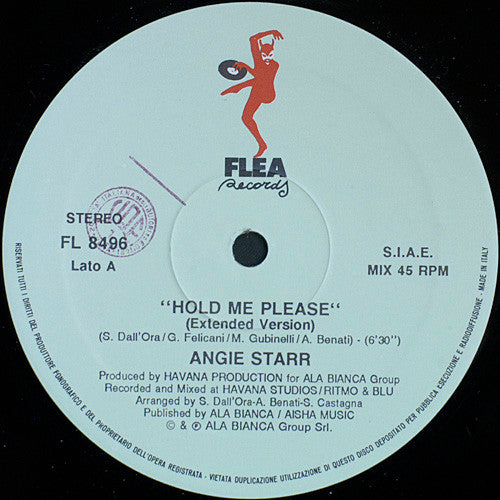 FLEA
Records
STEREO
FL 8496
Lato A
S.I.A.E.
MIX 45 RPM
"HOLD ME PLEASE"
(Extended Version)
(S. Dall'Ora/G. Felicani/M. Gubinelli/A. Benati) - (6'30'')
ANGIE STARR
Produced by HAVANA PRODUCTION for ALA BIANCA Group
Recorded and Mixed at HAVANA STUDIOS/RITMO & BLU
Arranged by S. Dall'Ora-A. Benati-S. Castagna
Published by ALA BIANCA / AISHA MUSIC
© & ℗ ALA BIANCA Group Srl.
RISERVATI TUTTI I DIRITTI DEL PRODUTTORE FONOGRAFICO E DEL PROPRIETARIO DELL'OPERA REGISTRATA - VIETATA DUPLICAZIONE UTILIZZAZIONE DI QUESTO DISCO DEPOSITATO PER PUBBLICA ESECUZIONE E RADIODIFFUSIONE - MADE IN ITALY